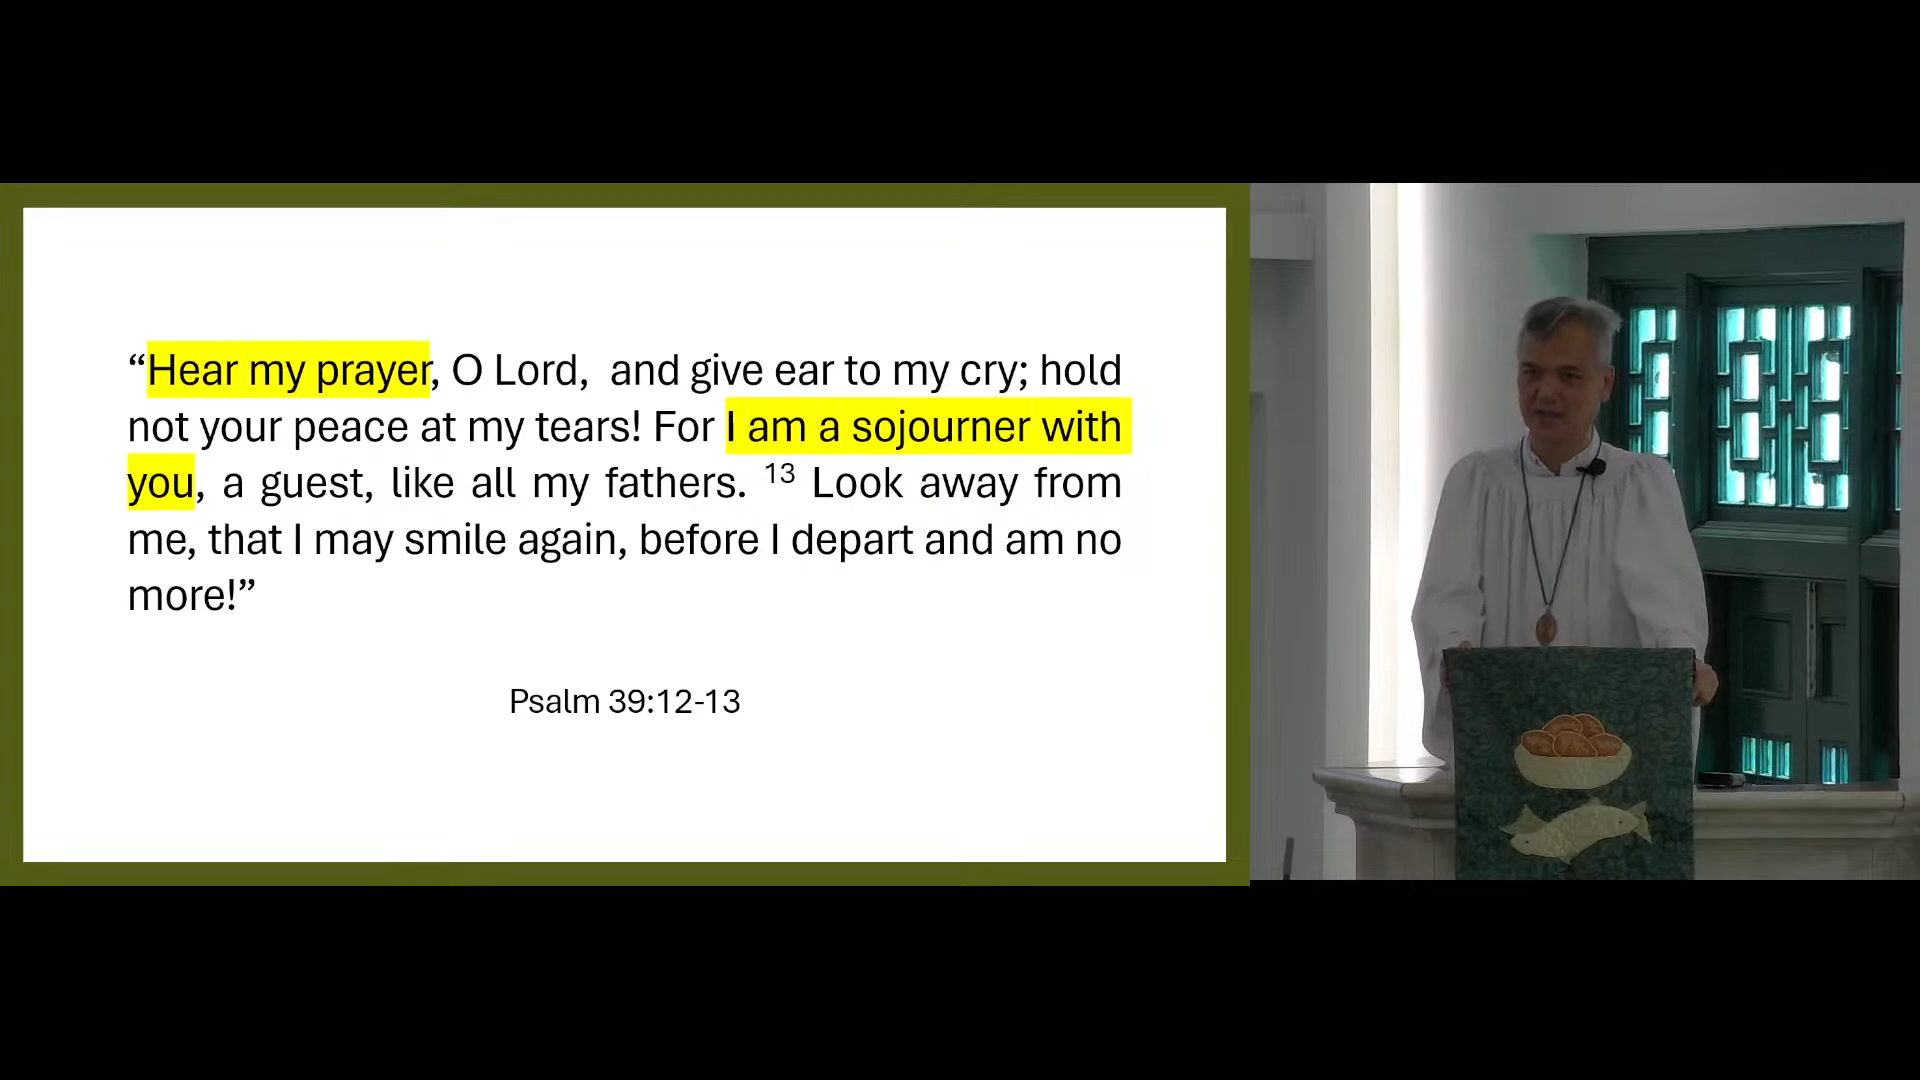 “Hear my prayer, O Lord,  and give ear to my cry; hold
not your peace at my tears! For I am a sojourner with
you, a guest, like all my fathers. 13 Look away from
me, that I may smile again, before I depart and am no
more!”
Psalm 39:12-13